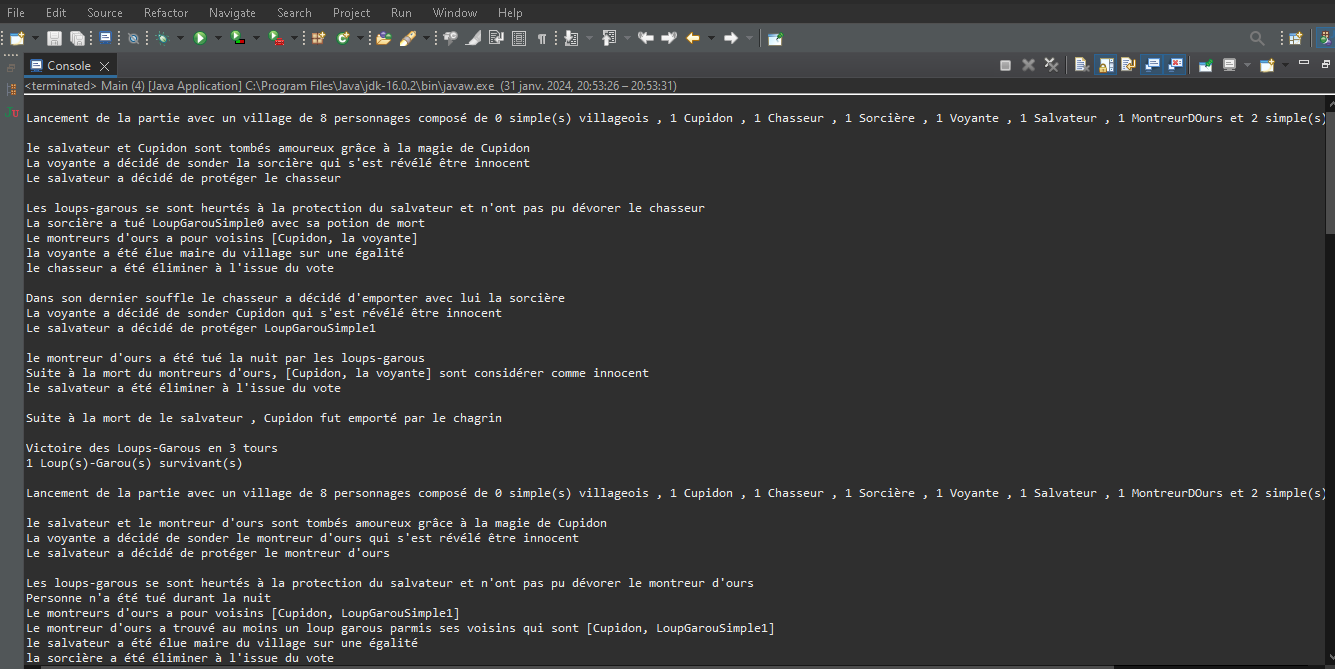 File Edit Source Refactor Navigate Search Project Run Window Help
Console
<terminated> Main (4) [Java Application] C:\Program Files\Java\jdk-16.0.2\bin\javaw.exe (31 janv. 2024, 20:53:26 – 20:53:31)
Lancement de la partie avec un village de 8 personnages composé de 0 simple(s) villageois , 1 Cupidon , 1 Chasseur , 1 Sorcière , 1 Voyante , 1 Salvateur , 1 MontreurDOurs et 2 simple(s)
le salvateur et Cupidon sont tombés amoureux grâce à la magie de Cupidon
La voyante a décidé de sonder la sorcière qui s'est révélé être innocent
Le salvateur a décidé de protéger le chasseur
Les loups-garous se sont heurtés à la protection du salvateur et n'ont pas pu dévorer le chasseur
La sorcière a tué LoupGarouSimple0 avec sa potion de mort
Le montreurs d'ours a pour voisins [Cupidon, la voyante]
la voyante a été élue maire du village sur une égalité
le chasseur a été éliminer à l'issue du vote
Dans son dernier souffle le chasseur a décidé d'emporter avec lui la sorcière
La voyante a décidé de sonder Cupidon qui s'est révélé être innocent
Le salvateur a décidé de protéger LoupGarouSimple1
le montreur d'ours a été tué la nuit par les loups-garous
Suite à la mort du montreurs d'ours, [Cupidon, la voyante] sont considérer comme innocent
le salvateur a été éliminer à l'issue du vote
Suite à la mort de le salvateur , Cupidon fut emporté par le chagrin
Victoire des Loups-Garous en 3 tours
1 Loup(s)-Garou(s) survivant(s)
Lancement de la partie avec un village de 8 personnages composé de 0 simple(s) villageois , 1 Cupidon , 1 Chasseur , 1 Sorcière , 1 Voyante , 1 Salvateur , 1 MontreurDOurs et 2 simple(s)
le salvateur et le montreur d'ours sont tombés amoureux grâce à la magie de Cupidon
La voyante a décidé de sonder le montreur d'ours qui s'est révélé être innocent
Le salvateur a décidé de protéger le montreur d'ours
Les loups-garous se sont heurtés à la protection du salvateur et n'ont pas pu dévorer le montreur d'ours
Personne n'a été tué durant la nuit
Le montreurs d'ours a pour voisins [Cupidon, LoupGarouSimple1]
Le montreur d'ours a trouvé au moins un loup garous parmis ses voisins qui sont [Cupidon, LoupGarouSimple1]
le salvateur a été élue maire du village sur une égalité
la sorcière a été éliminer à l'issue du vote